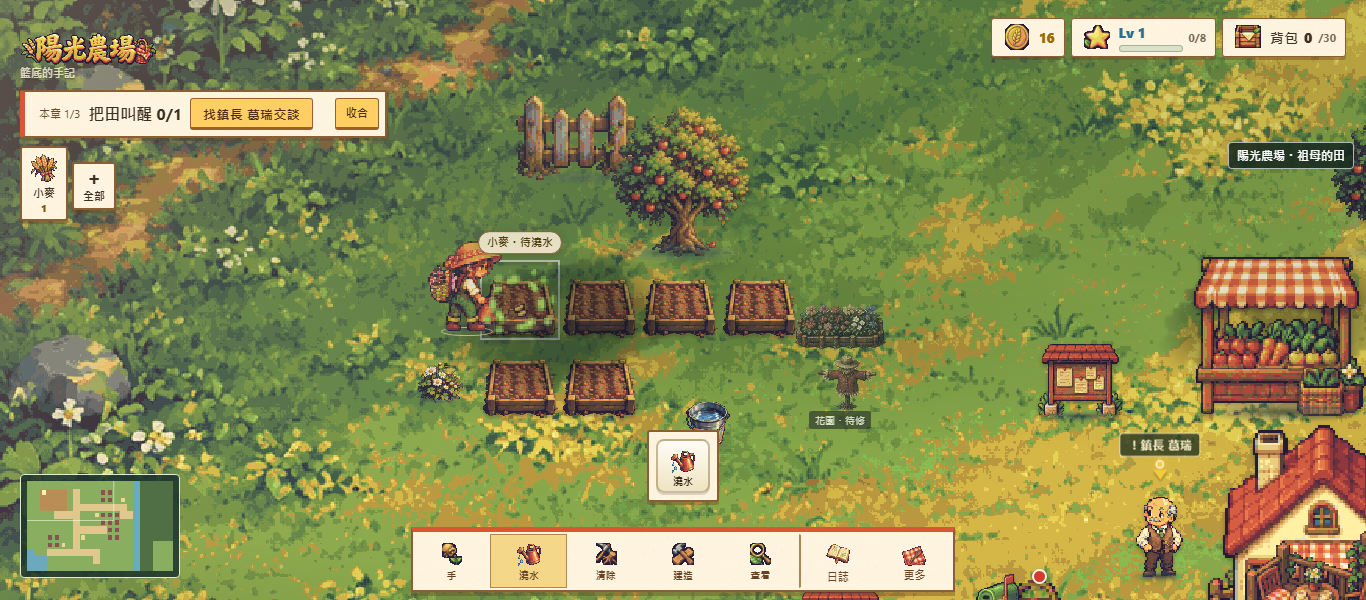 陽光農場
籃底的手記
本章 1/3 把田叫醒 0/1 找鎮長 葛瑞交談 收合
小麥
1
+
全部
16
Lv 1 0/8
背包 0 /30
陽光農場·祖母的田
小麥·待澆水
花圃·待修
! 鎮長 葛瑞
澆水
手 澆水 清除 建造 查看 日誌 更多